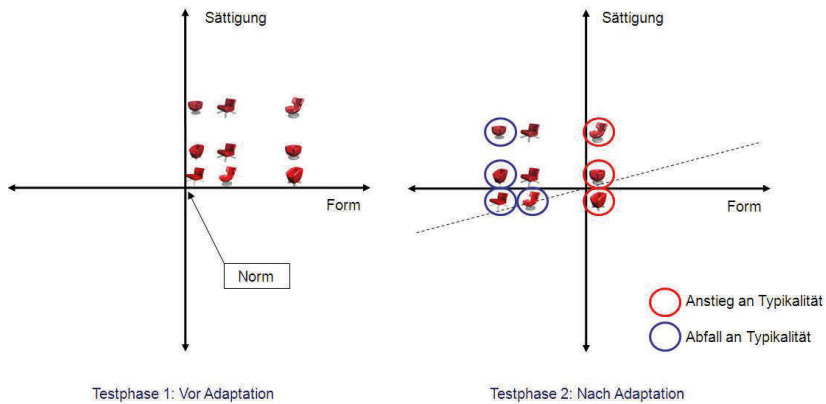 Sättigung
Form
Norm
Testphase 1: Vor Adaptation
Sättigung
Form
Anstieg an Typikalität
Abfall an Typikalität
Testphase 2: Nach Adaptation